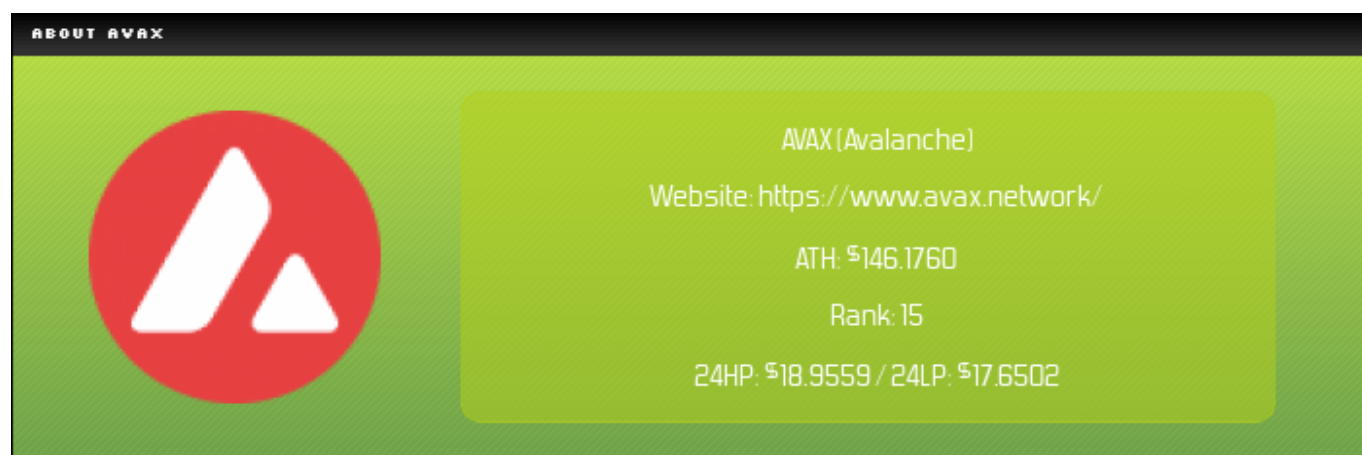 ABOUT AVAX
AVAX (Avalanche)
Website: https://www.avax.network/
ATH: $146.1760
Rank: 15
24HP: $18.9559 / 24LP: $17.6502